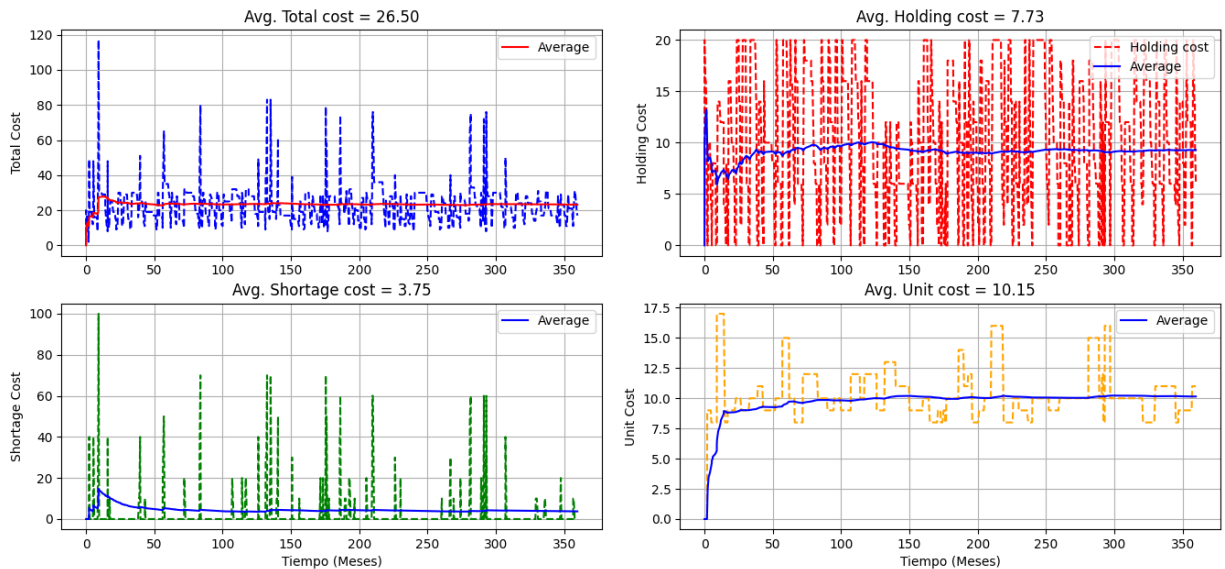 Avg. Total cost = 26.50
Total Cost
120
100
80
60
40
20
0
Average
0 50 100 150 200 250 300 350
Avg. Holding cost = 7.73
Holding Cost
20
15
10
5
0
Holding cost
Average
0 50 100 150 200 250 300 350
Avg. Shortage cost = 3.75
Shortage Cost
100
80
60
40
20
0
Average
0 50 100 150 200 250 300 350
Tiempo (Meses)
Avg. Unit cost = 10.15
Unit Cost
17.5
15.0
12.5
10.0
7.5
5.0
2.5
0.0
Average
0 50 100 150 200 250 300 350
Tiempo (Meses)